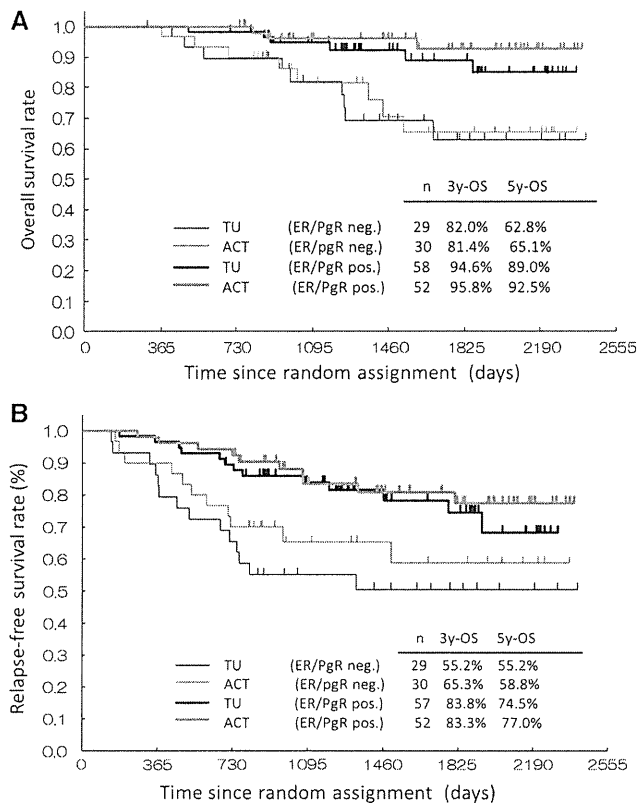 A
Overall survival rate
1.0
0.9
0.8
0.7
0.6
0.5
0.4
0.3
0.2
0.1
0.0
n 3y-OS 5y-OS
TU (ER/PgR neg.) 29 82.0% 62.8%
ACT (ER/pgR neg.) 30 81.4% 65.1%
TU (ER/PgR pos.) 58 94.6% 89.0%
ACT (ER/PgR pos.) 52 95.8% 92.5%
0 365 730 1095 1460 1825 2190 2555
Time since random assignment (days)
B
Relapse-free survival rate (%)
1.0
0.9
0.8
0.7
0.6
0.5
0.4
0.3
0.2
0.1
0.0
n 3y-OS 5y-OS
TU (ER/PgR neg.) 29 55.2% 55.2%
ACT (ER/pgR neg.) 30 65.3% 58.8%
TU (ER/PgR pos.) 57 83.8% 74.5%
ACT (ER/PgR pos.) 52 83.3% 77.0%
0 365 730 1095 1460 1825 2190 2555
Time since random assignment (days)